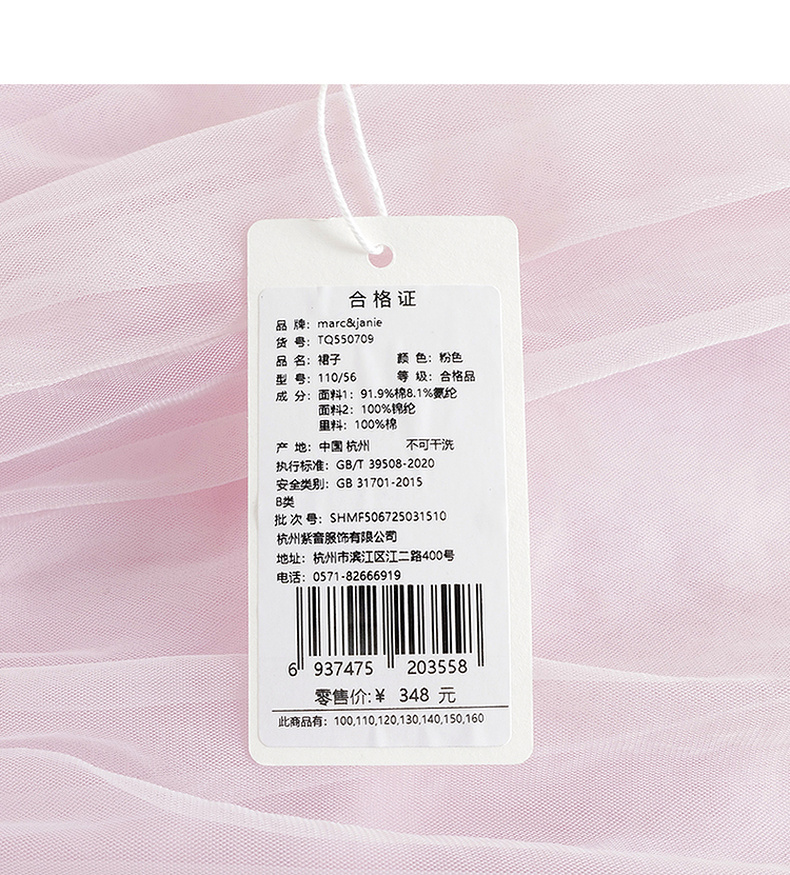 合格证
品 牌: marc&janie
货 号: TQ550709
品 名: 裙子 颜 色: 粉色
型 号: 110/56 等 级: 合格品
成 分: 面料1: 91.9%棉8.1%氨纶
面料2: 100%锦纶
里料: 100%棉
产 地: 中国 杭州 不可干洗
执行标准: GB/T 39508-2020
安全类别: GB 31701-2015
B类
批 次 号: SHMF506725031510
杭州紫音服饰有限公司
地址: 杭州市滨江区江二路400号
电话: 0571-82666919
6 937475 203558
零售价:¥ 348 元
此商品有: 100,110,120,130,140,150,160